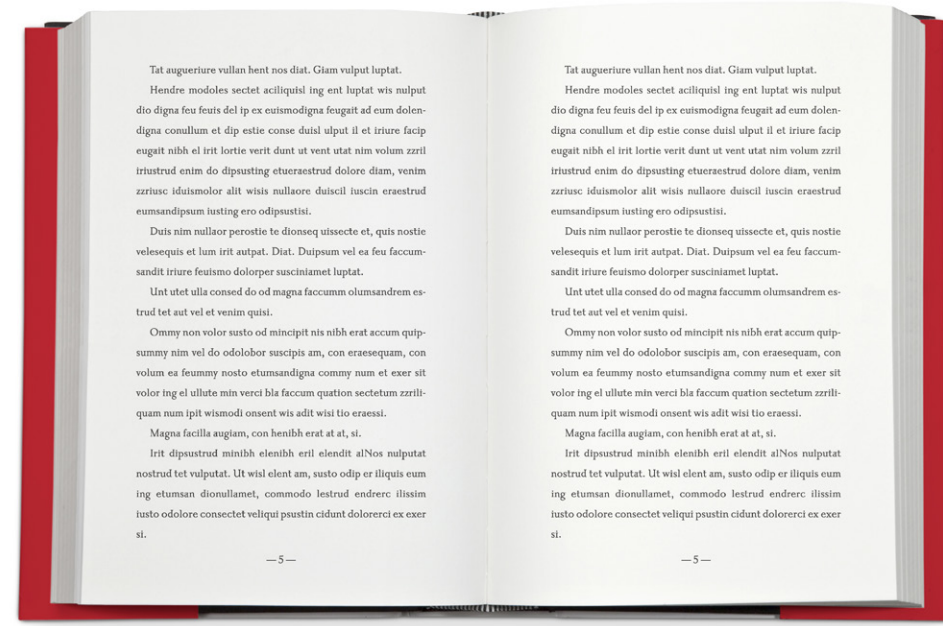 Tat augueriure vullan hent nos diat. Giam vulput luptat.
Hendre modoles sectet aciliquisl ing ent luptat wis nulput
dio digna feu feuis del ip ex euismodigna feugait ad eum dolen-
digna conullum et dip estie conse duisl ulput il et iriure facip
eugait nibh el irit lortie verit dunt ut vent utat nim volum zzril
iriustrud enim do dipsusting etueraestrud dolore diam, venim
zzriusc iduismolor alit wisis nullaore duiscil iuscin eraestrud
eumsandipsum iusting ero odipsustisi.
Duis nim nullaor perostie te dionseq uissecte et, quis nostie
velesequis et lum irit autpat. Diat. Duipsum vel ea feu faccum-
sandit iriure feuismo dolorper susciniamet luptat.
Unt utet ulla consed do od magna faccumm olumsandrem es-
trud tet aut vel et venim quisi.
Ommy non volor susto od mincipit nis nibh erat accum quip-
summy nim vel do odolobor suscipis am, con eraesequam, con
volum ea feummy nosto etumsandigna commy num et exer sit
volor ing el ullute min verci bla faccum quation sectetum zzrili-
quam num ipit wismodi onsent wis adit wisi tio eraessi.
Magna facilla augiam, con henibh erat at at, si.
Irit dipsustrud minibh elenibh eril elendit alNos nulputat
nostrud tet vulputat. Ut wisl elent am, susto odip er iliquis eum
ing etumsan dionullamet, commodo lestrud endrerc ilissim
iusto odolore consectet veliqui psustin cidunt dolorerci ex exer
si.
—5—
Tat augueriure vullan hent nos diat. Giam vulput luptat.
Hendre modoles sectet aciliquisl ing ent luptat wis nulput
dio digna feu feuis del ip ex euismodigna feugait ad eum dolen-
digna conullum et dip estie conse duisl ulput il et iriure facip
eugait nibh el irit lortie verit dunt ut vent utat nim volum zzril
iriustrud enim do dipsusting etueraestrud dolore diam, venim
zzriusc iduismolor alit wisis nullaore duiscil iuscin eraestrud
eumsandipsum iusting ero odipsustisi.
Duis nim nullaor perostie te dionseq uissecte et, quis nostie
velesequis et lum irit autpat. Diat. Duipsum vel ea feu faccum-
sandit iriure feuismo dolorper susciniamet luptat.
Unt utet ulla consed do od magna faccumm olumsandrem es-
trud tet aut vel et venim quisi.
Ommy non volor susto od mincipit nis nibh erat accum quip-
summy nim vel do odolobor suscipis am, con eraesequam, con
volum ea feummy nosto etumsandigna commy num et exer sit
volor ing el ullute min verci bla faccum quation sectetum zzrili-
quam num ipit wismodi onsent wis adit wisi tio eraessi.
Magna facilla augiam, con henibh erat at at, si.
Irit dipsustrud minibh elenibh eril elendit alNos nulputat
nostrud tet vulputat. Ut wisl elent am, susto odip er iliquis eum
ing etumsan dionullamet, commodo lestrud endrerc ilissim
iusto odolore consectet veliqui psustin cidunt dolorerci ex exer
si.
—5—